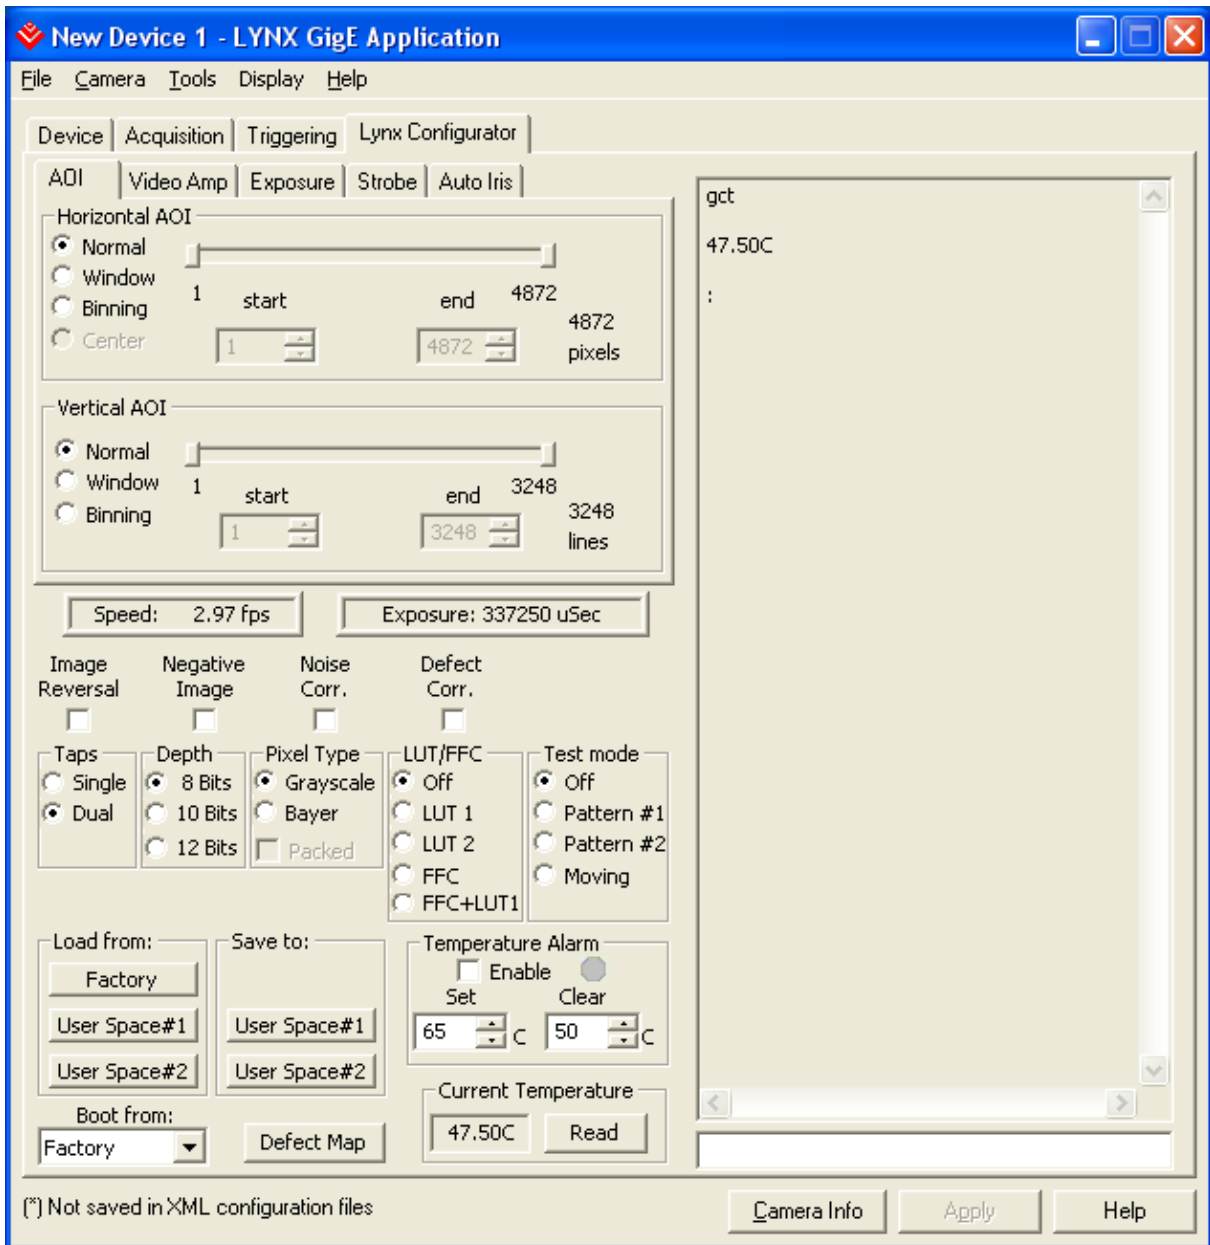 New Device 1 - LYNX GigE Application
File Camera Tools Display Help
Device Acquisition Triggering Lynx Configurator
AOI Video Amp Exposure Strobe Auto Iris
Horizontal AOI
Normal
Window
Binning
Center
1 start end 4872
1 4872
4872
pixels
Vertical AOI
Normal
Window
Binning
1 start end 3248
1 3248
3248
lines
Speed: 2.97 fps
Exposure: 337250 uSec
Image Reversal
Negative Image
Noise Corr.
Defect Corr.
Taps
Single
Dual
Depth
8 Bits
10 Bits
12 Bits
Pixel Type
Grayscale
Bayer
Packed
LUT/FFC
Off
LUT 1
LUT 2
FFC
FFC+LUT1
Test mode
Off
Pattern #1
Pattern #2
Moving
Load from:
Factory
User Space#1
User Space#2
Save to:
User Space#1
User Space#2
Temperature Alarm
Enable
Set Clear
65 C 50 C
Boot from:
Factory
Defect Map
Current Temperature
47.50C Read
gct
47.50C
:
(*) Not saved in XML configuration files
Camera Info Apply Help